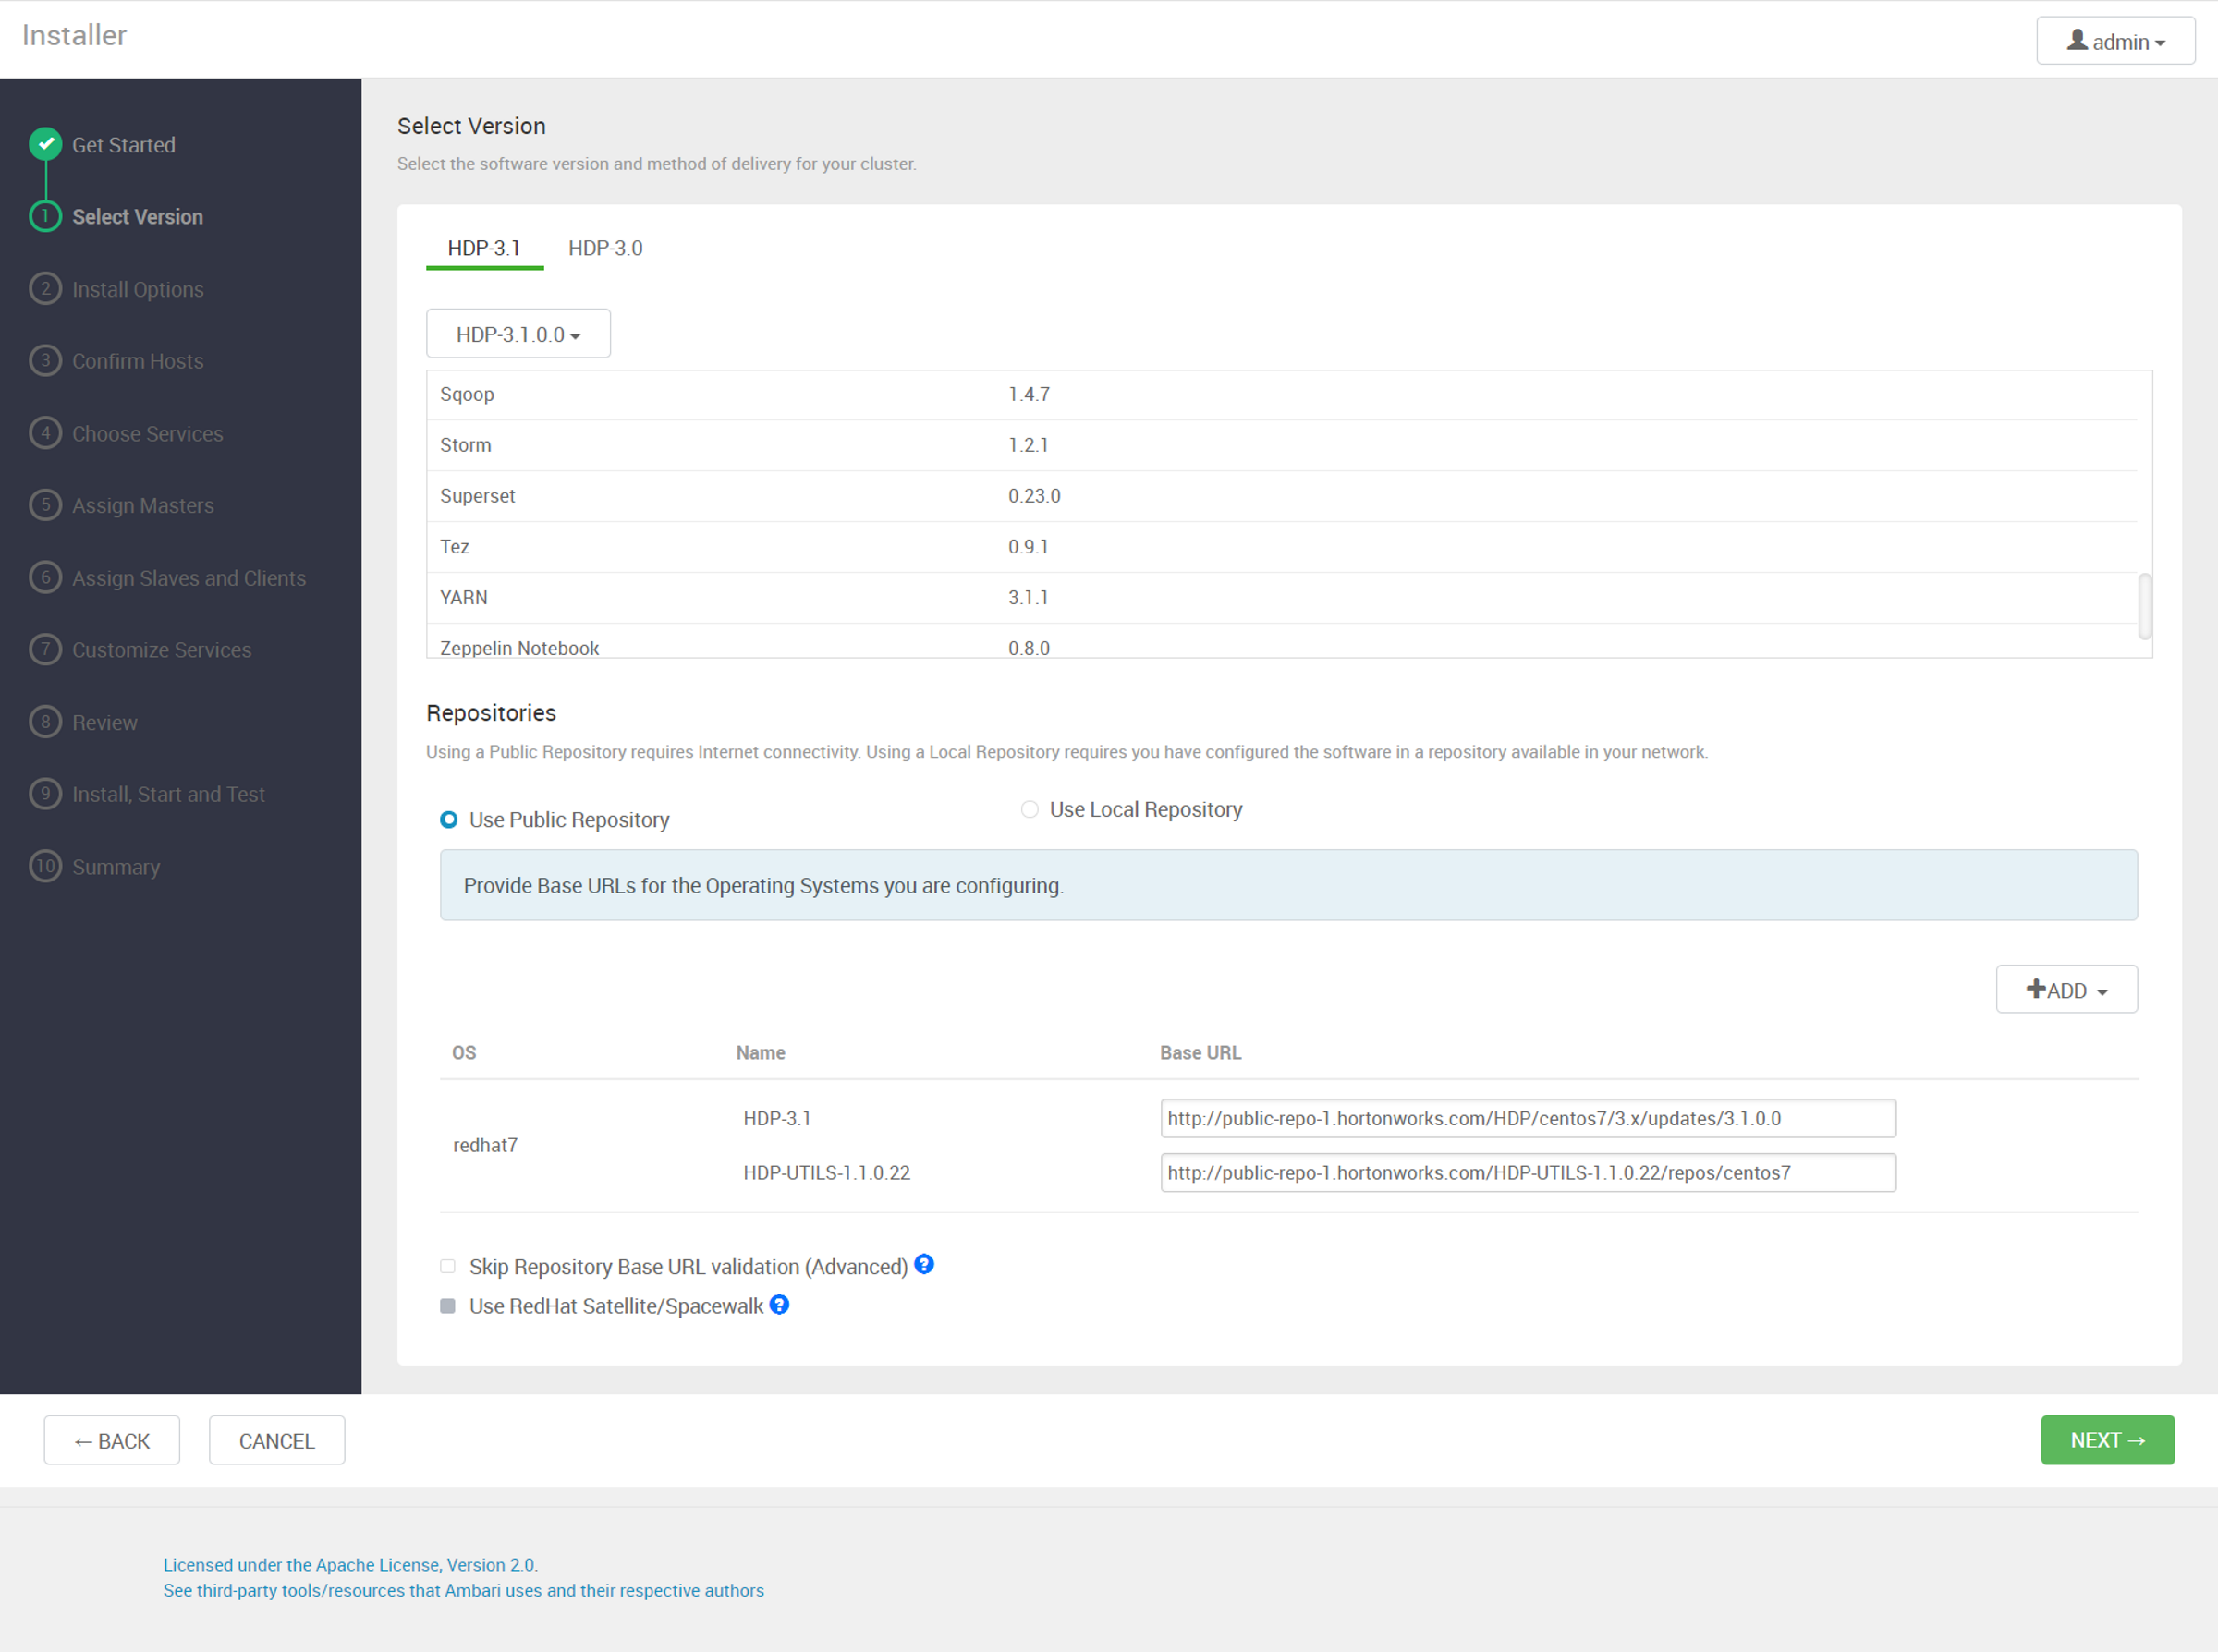 Installer
admin
Get Started
1 Select Version
2 Install Options
3 Confirm Hosts
4 Choose Services
5 Assign Masters
6 Assign Slaves and Clients
7 Customize Services
8 Review
9 Install, Start and Test
10 Summary
Select Version
Select the software version and method of delivery for your cluster.
HDP-3.1 HDP-3.0
HDP-3.1.0.0
Sqoop 1.4.7
Storm 1.2.1
Superset 0.23.0
Tez 0.9.1
YARN 3.1.1
Zeppelin Notebook 0.8.0
Repositories
Using a Public Repository requires Internet connectivity. Using a Local Repository requires you have configured the software in a repository available in your network.
Use Public Repository Use Local Repository
Provide Base URLs for the Operating Systems you are configuring.
ADD
OS Name Base URL
redhat7
HDP-3.1 http://public-repo-1.hortonworks.com/HDP/centos7/3.x/updates/3.1.0.0
HDP-UTILS-1.1.0.22 http://public-repo-1.hortonworks.com/HDP-UTILS-1.1.0.22/repos/centos7
Skip Repository Base URL validation (Advanced) ?
Use RedHat Satellite/Spacewalk ?
← BACK CANCEL NEXT →
Licensed under the Apache License, Version 2.0.
See third-party tools/resources that Ambari uses and their respective authors